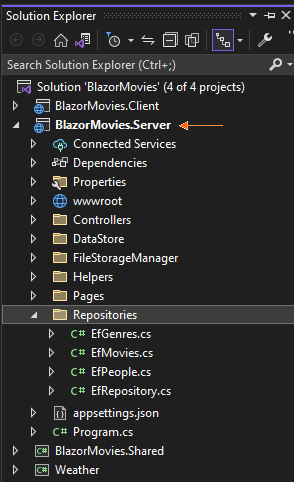 Solution Explorer
Search Solution Explorer (Ctrl+;)
Solution 'BlazorMovies' (4 of 4 projects)
BlazorMovies.Client
BlazorMovies.Server
Connected Services
Dependencies
Properties
wwwroot
Controllers
DataStore
FileStorageManager
Helpers
Pages
Repositories
C# EfGenres.cs
C# EfMovies.cs
C# EfPeople.cs
C# EfRepository.cs
appsettings.json
C# Program.cs
C# BlazorMovies.Shared
Weather